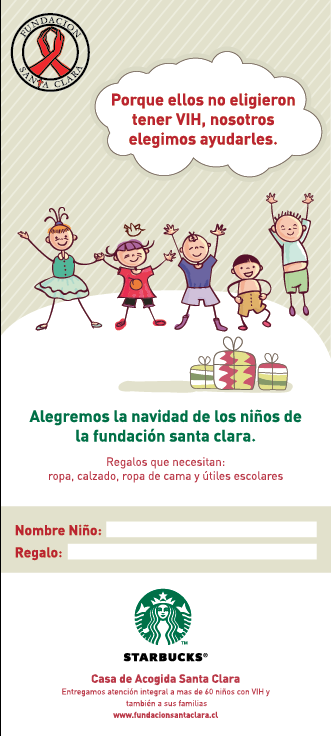 FUNDACION
SANTA CLARA
Porque ellos no eligieron
tener VIH, nosotros
elegimos ayudarles.
Alegremos la navidad de los niños de
la fundación santa clara.
Regalos que necesitan:
ropa, calzado, ropa de cama y útiles escolares
Nombre Niño:
Regalo:
TM
STARBUCKS®
Casa de Acogida Santa Clara
Entregamos atención integral a mas de 60 niños con VIH y
también a sus familias
www.fundacionsantaclara.cl